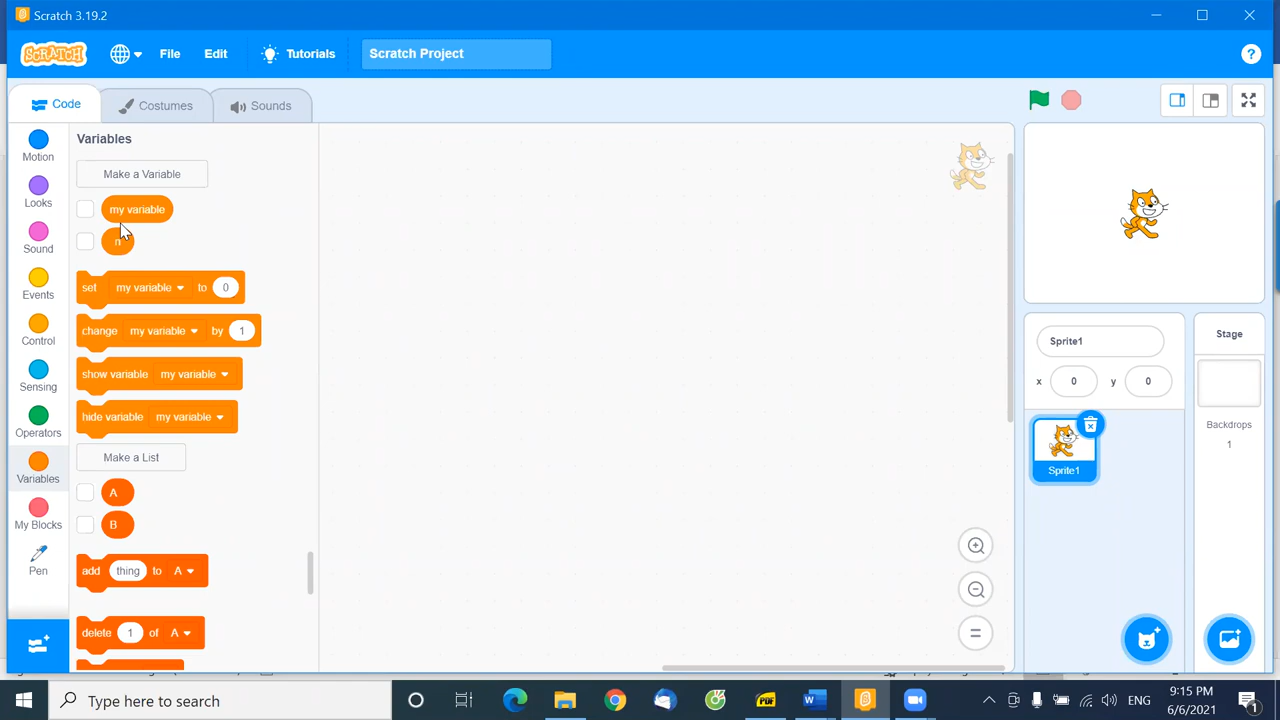 Scratch 3.19.2
SCRATCH
File
Edit
Tutorials
Scratch Project
?
Code
Costumes
Sounds
Motion
Looks
Sound
Events
Control
Sensing
Operators
Variables
My Blocks
Pen
Variables
Make a Variable
my variable
n
set my variable to 0
change my variable by 1
show variable my variable
hide variable my variable
Make a List
A
B
add thing to A
delete 1 of A
Sprite1
x 0 y 0
Sprite1
Stage
Backdrops
1
Type here to search
PDF
W
ENG
9:15 PM
6/6/2021
1